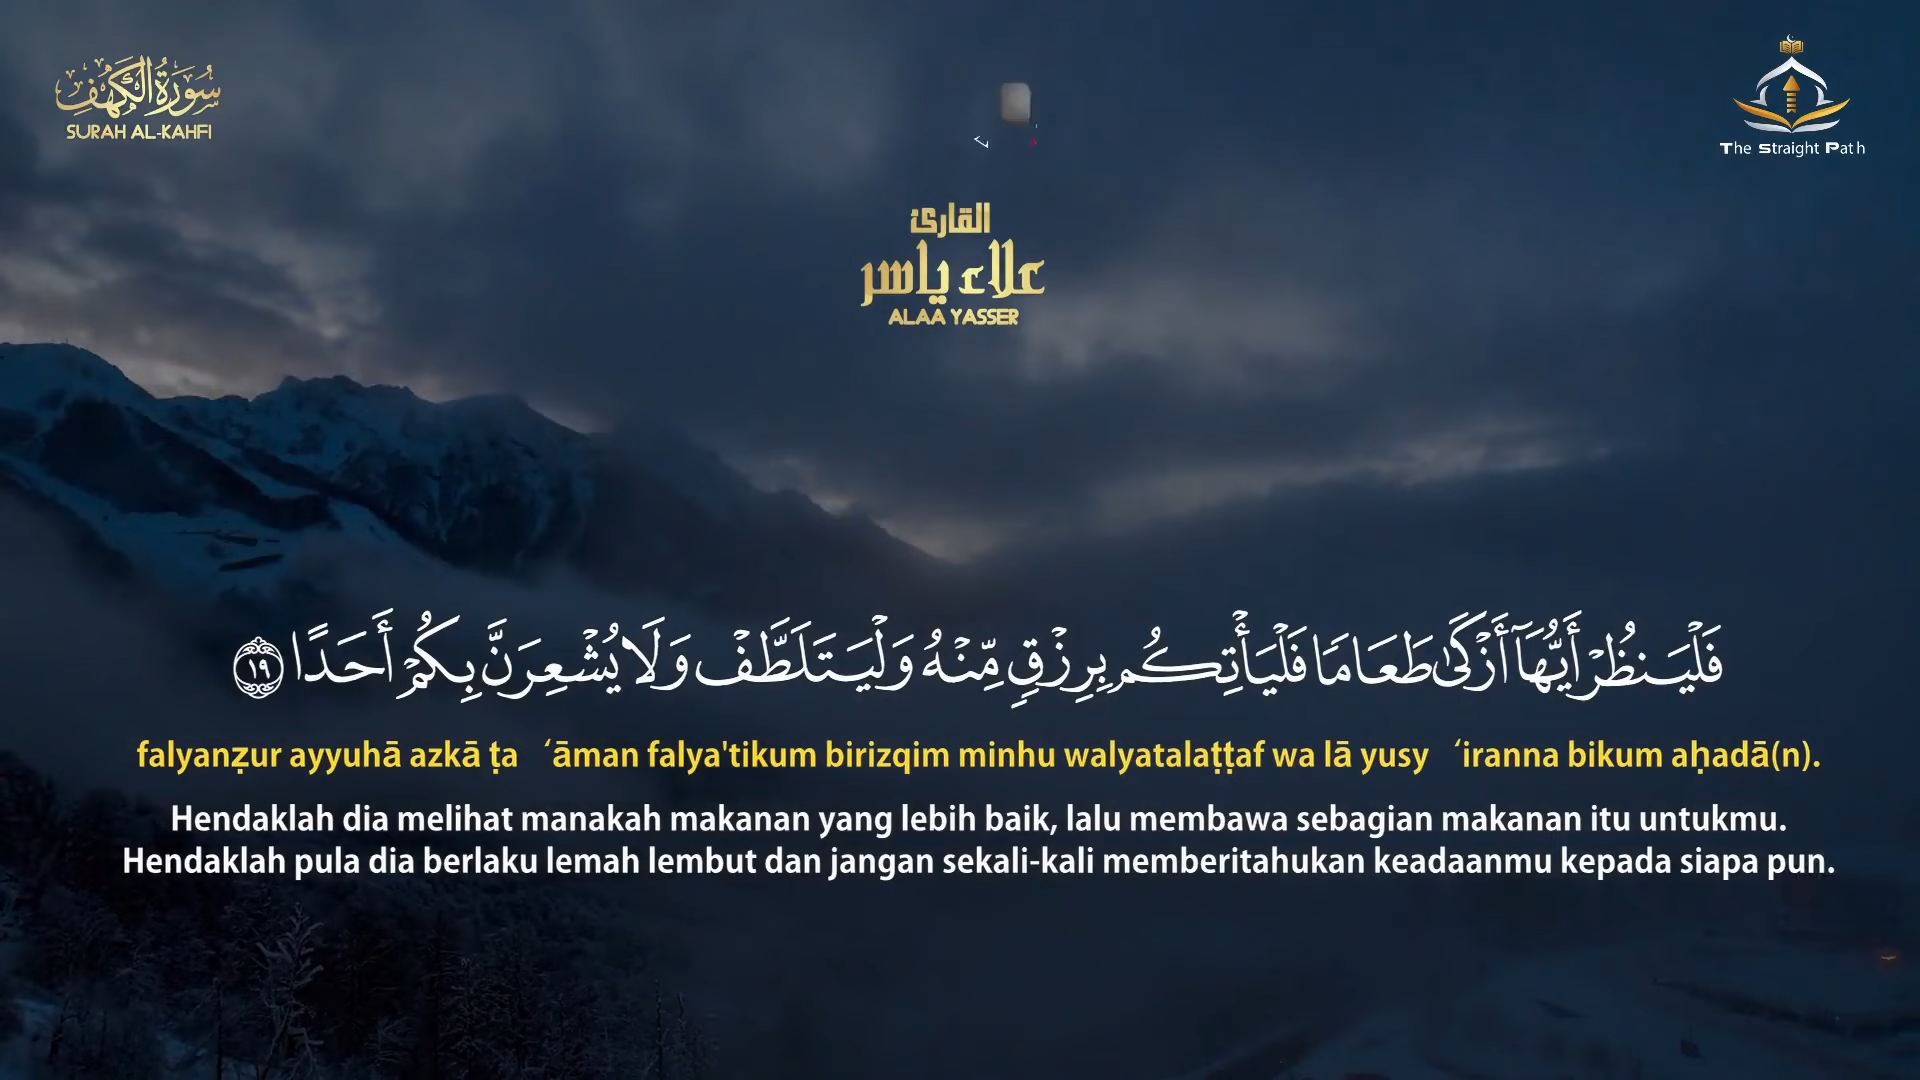 سُورَةُ الْكَهْفِ
SURAH AL-KAHFI
The Straight Path
القارئ
علاء ياسر
ALAA YASSER
فَلْيَنظُرْ أَيُّهَآ أَزْكَىٰ طَعَامًا فَلْيَأْتِكُم بِرِزْقٍ مِّنْهُ وَلْيَتَلَطَّفْ وَلَا يُشْعِرَنَّ بِكُمْ أَحَدًا ١٩
falyanẓur ayyuhā azkā ṭa ‘āman falya'tikum birizqim minhu walyatalaṭṭaf wa lā yusy ‘iranna bikum aḥadā(n).
Hendaklah dia melihat manakah makanan yang lebih baik, lalu membawa sebagian makanan itu untukmu.
Hendaklah pula dia berlaku lemah lembut dan jangan sekali-kali memberitahukan keadaanmu kepada siapa pun.